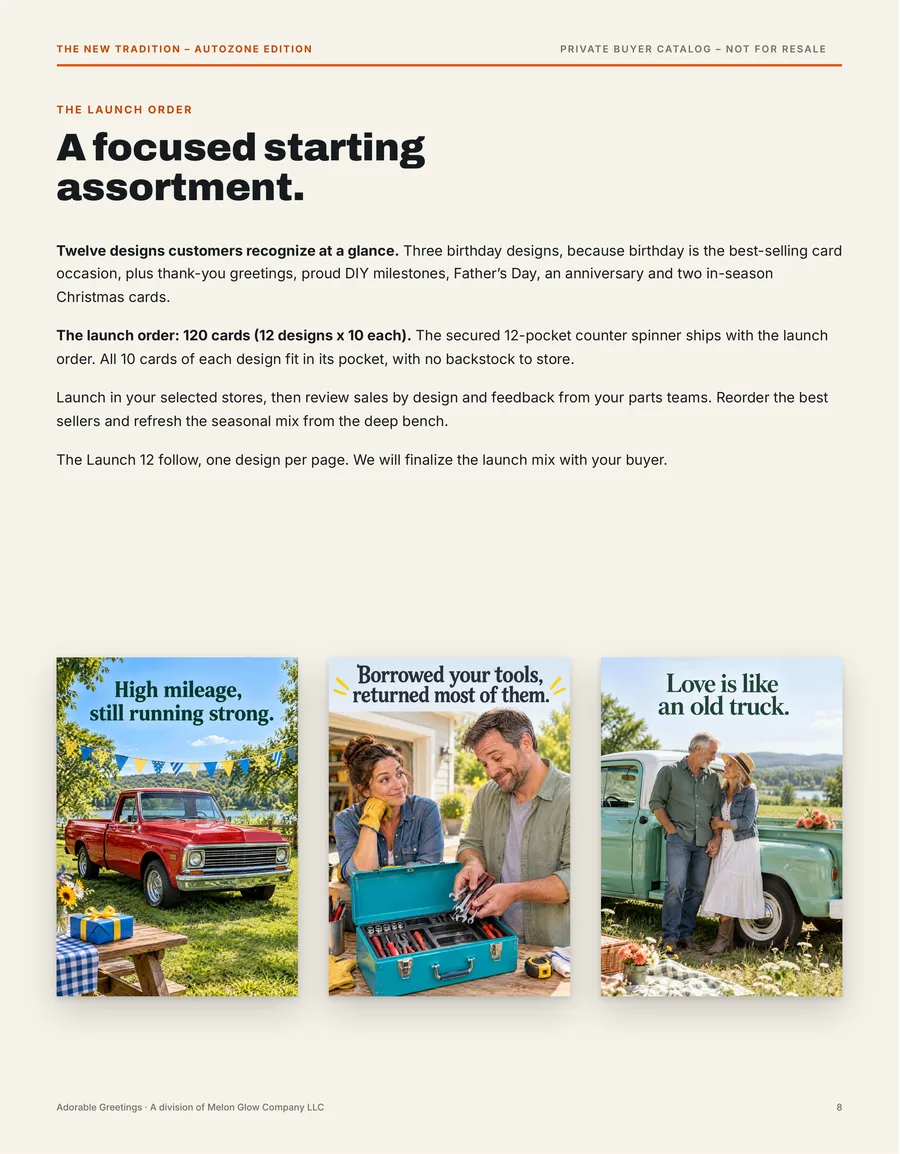 THE NEW TRADITION – AUTOZONE EDITION
PRIVATE BUYER CATALOG – NOT FOR RESALE
THE LAUNCH ORDER
A focused starting
assortment.
Twelve designs customers recognize at a glance. Three birthday designs, because birthday is the best-selling card
occasion, plus thank-you greetings, proud DIY milestones, Father’s Day, an anniversary and two in-season
Christmas cards.
The launch order: 120 cards (12 designs x 10 each). The secured 12-pocket counter spinner ships with the launch
order. All 10 cards of each design fit in its pocket, with no backstock to store.
Launch in your selected stores, then review sales by design and feedback from your parts teams. Reorder the best
sellers and refresh the seasonal mix from the deep bench.
The Launch 12 follow, one design per page. We will finalize the launch mix with your buyer.
High mileage,
still running strong.
Borrowed your tools,
returned most of them.
Love is like
an old truck.
Adorable Greetings · A division of Melon Glow Company LLC
8